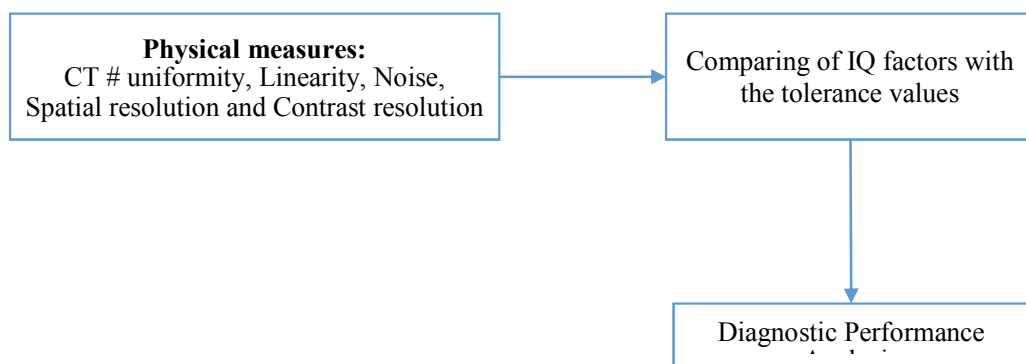 Physical measures:
CT # uniformity, Linearity, Noise,
Spatial resolution and Contrast resolution
Comparing of IQ factors with
the tolerance values
Diagnostic Performance